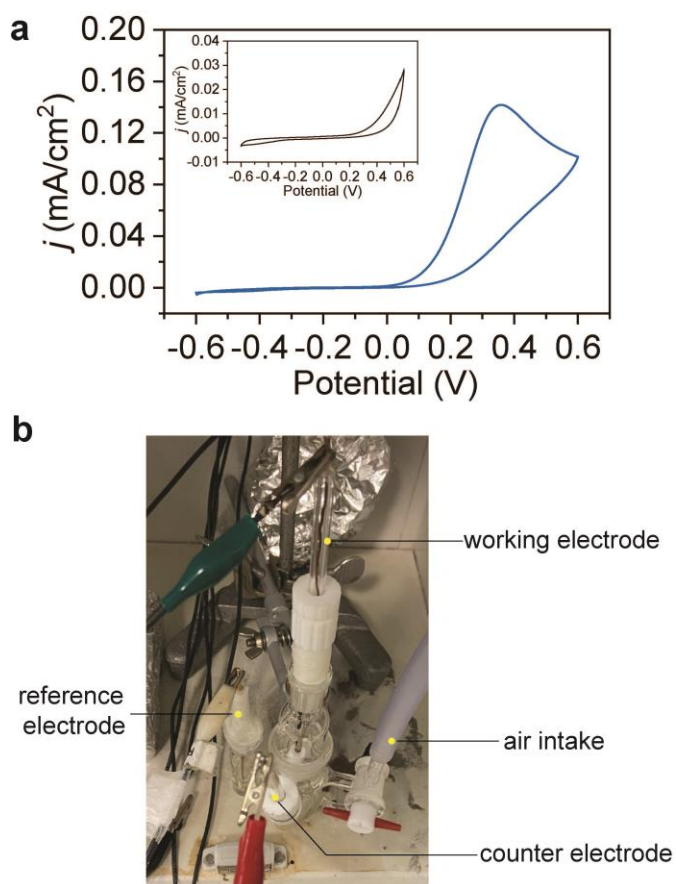 a
0.20
0.16
0.12
0.08
0.04
0.00
j (mA/cm²)
-0.6 -0.4 -0.2 0.0 0.2 0.4 0.6
Potential (V)
0.04
0.03
0.02
0.01
0.00
-0.01
j (mA/cm²)
-0.6 -0.4 -0.2 0.0 0.2 0.4 0.6
Potential (V)
b
working electrode
reference
electrode
air intake
counter electrode